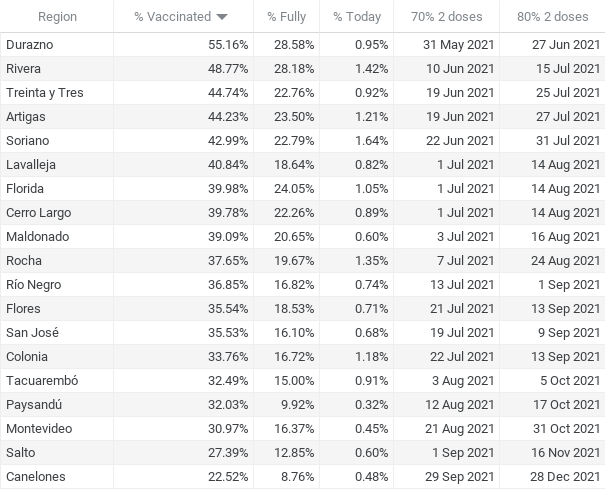 Region % Vaccinated % Fully % Today 70% 2 doses 80% 2 doses
Durazno 55.16% 28.58% 0.95% 31 May 2021 27 Jun 2021
Rivera 48.77% 28.18% 1.42% 10 Jun 2021 15 Jul 2021
Treinta y Tres 44.74% 22.76% 0.92% 19 Jun 2021 25 Jul 2021
Artigas 44.23% 23.50% 1.21% 19 Jun 2021 27 Jul 2021
Soriano 42.99% 22.79% 1.64% 22 Jun 2021 31 Jul 2021
Lavalleja 40.84% 18.64% 0.82% 1 Jul 2021 14 Aug 2021
Florida 39.98% 24.05% 1.05% 1 Jul 2021 14 Aug 2021
Cerro Largo 39.78% 22.26% 0.89% 1 Jul 2021 14 Aug 2021
Maldonado 39.09% 20.65% 0.60% 3 Jul 2021 16 Aug 2021
Rocha 37.65% 19.67% 1.35% 7 Jul 2021 24 Aug 2021
Río Negro 36.85% 16.82% 0.74% 13 Jul 2021 1 Sep 2021
Flores 35.54% 18.53% 0.71% 21 Jul 2021 13 Sep 2021
San José 35.53% 16.10% 0.68% 19 Jul 2021 9 Sep 2021
Colonia 33.76% 16.72% 1.18% 22 Jul 2021 13 Sep 2021
Tacuarembó 32.49% 15.00% 0.91% 3 Aug 2021 5 Oct 2021
Paysandú 32.03% 9.92% 0.32% 12 Aug 2021 17 Oct 2021
Montevideo 30.97% 16.37% 0.45% 21 Aug 2021 31 Oct 2021
Salto 27.39% 12.85% 0.60% 1 Sep 2021 16 Nov 2021
Canelones 22.52% 8.76% 0.48% 29 Sep 2021 28 Dec 2021